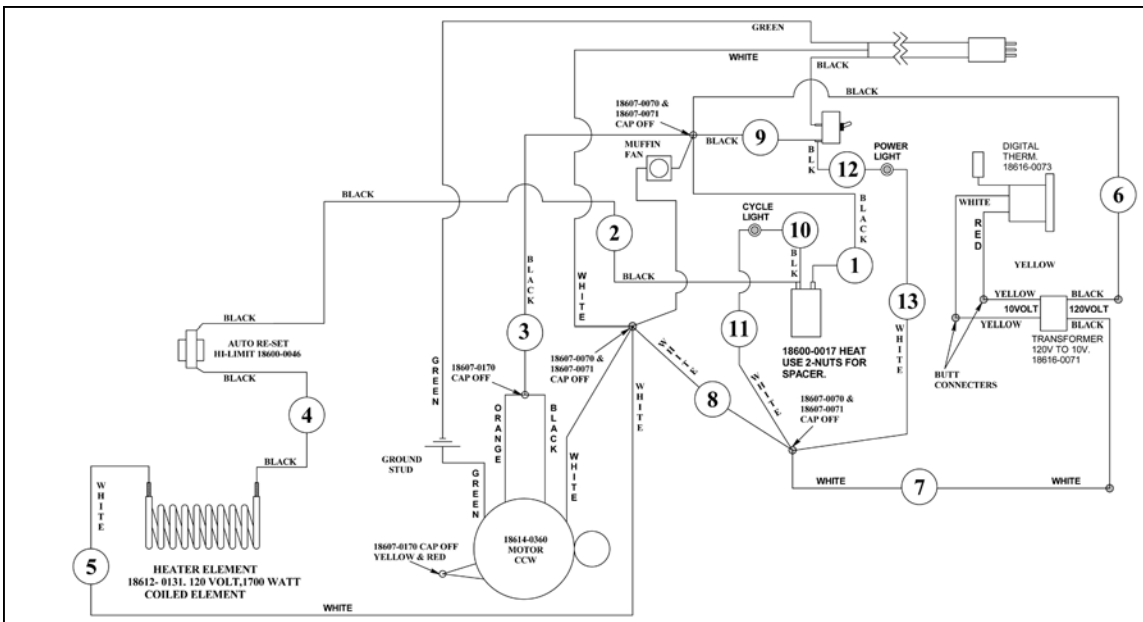 GREEN
WHITE
BLACK
BLACK
18607-0070 &
18607-0071
CAP OFF
9
BLACK
MUFFIN
FAN
BLK
12
POWER
LIGHT
DIGITAL
THERM.
18616-0073
6
WHITE
RED
BLACK
2
CYCLE
LIGHT
10
BLK
BLACK
1
BLACK
YELLOW
BLACK
3
WHITE
11
13
YELLOW
BLACK
10VOLT
120VOLT
YELLOW
BLACK
TRANSFORMER
120V TO 10V.
18616-0071
BUTT
CONNECTERS
BLACK
AUTO RE-SET
HI-LIMIT 18600-0046
BLACK
18600-0017 HEAT
USE 2-NUTS FOR
SPACER.
WHITE
18607-0170
CAP OFF
18607-0070 &
18607-0071
CAP OFF
GREEN
WHITE
WHITE
8
WHITE
18607-0070 &
18607-0071
CAP OFF
4
ORANGE
BLACK
GROUND
STUD
BLACK
GREEN
WHITE
WHITE
7
WHITE
WHITE
5
HEATER ELEMENT
18612- 0131. 120 VOLT,1700 WATT
COILED ELEMENT
18607-0170 CAP OFF
YELLOW & RED
18614-0360
MOTOR
CCW
WHITE